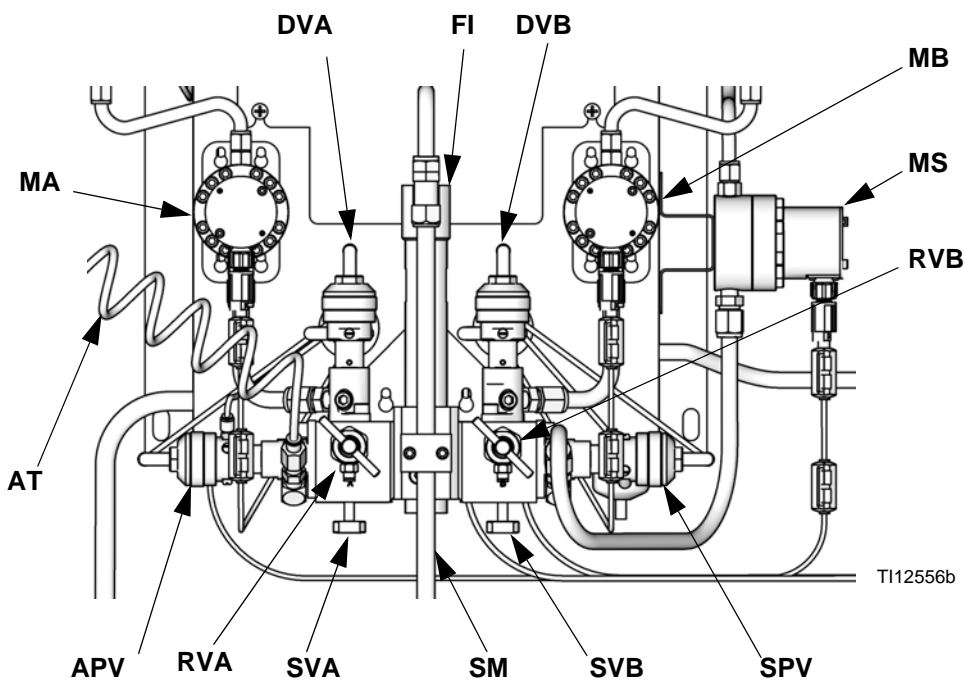 DVA FI DVB
MB
MS
MA
RVB
AT
TI12556b
APV RVA SVA SM SVB SPV